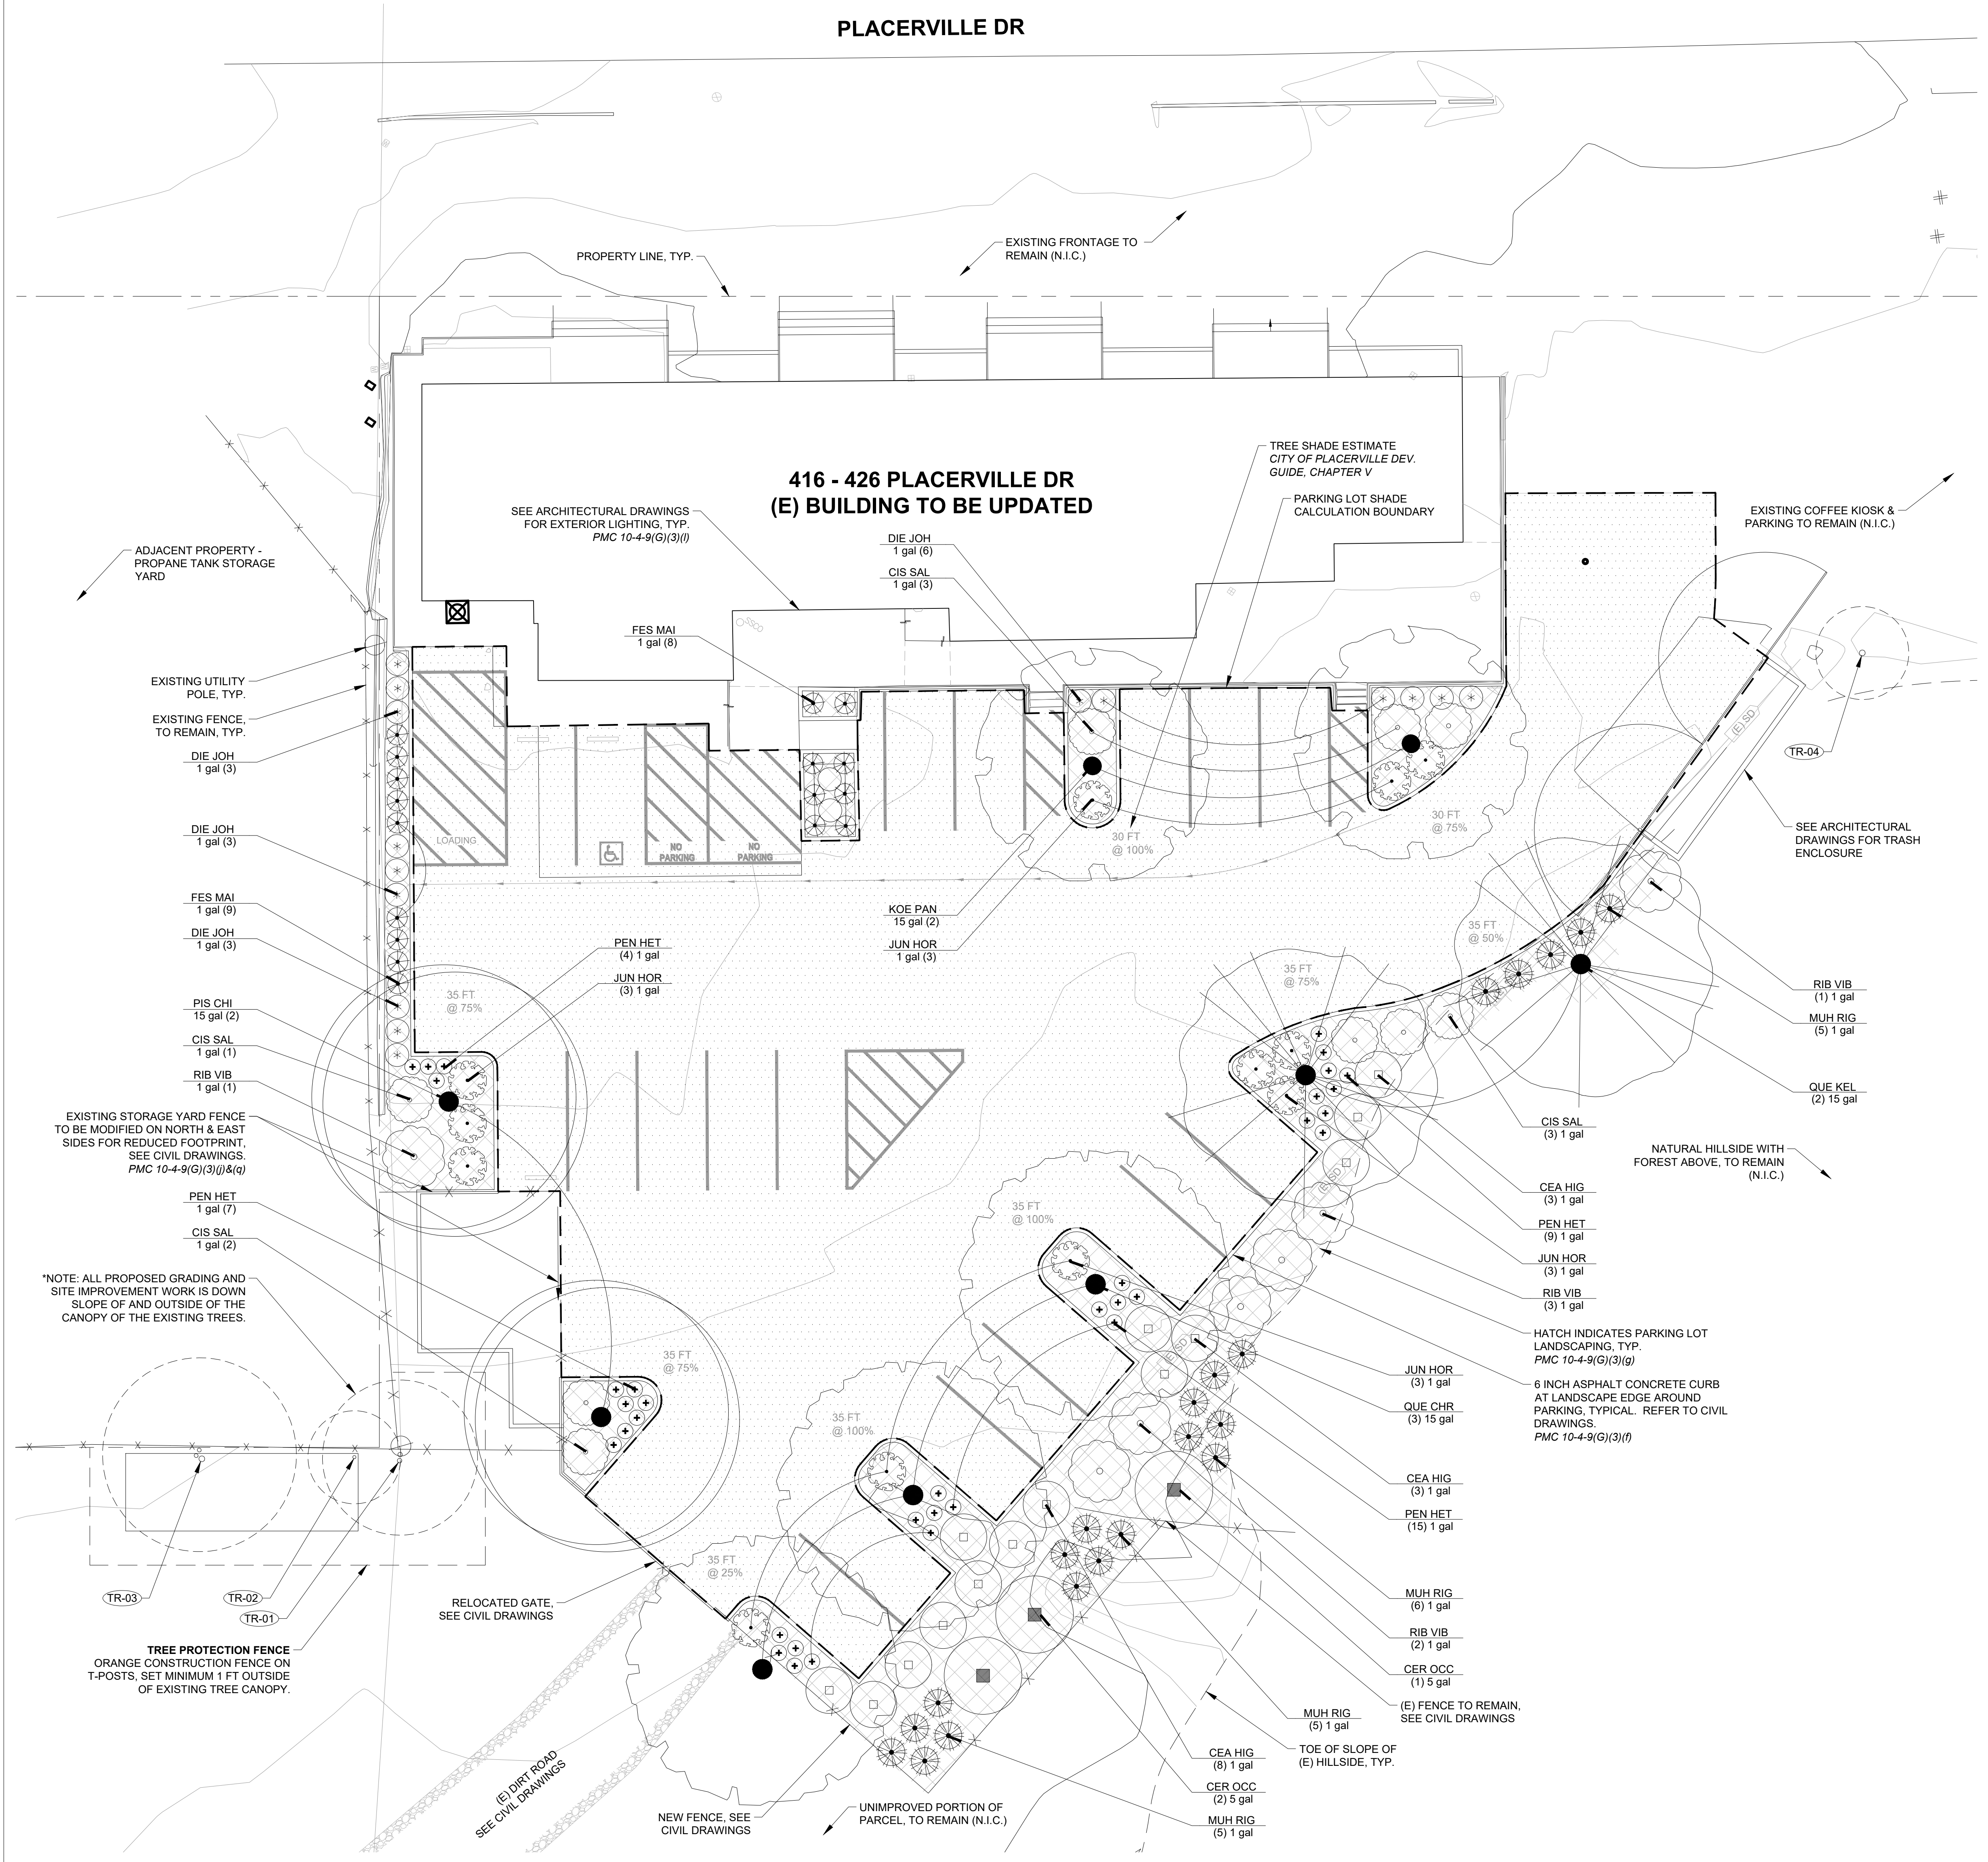 PLACERVILLE DR
EXISTING FRONTAGE TO
REMAIN (N.I.C.)
PROPERTY LINE, TYP.
TREE SHADE ESTIMATE
CITY OF PLACERVILLE DEV.
GUIDE, CHAPTER V
416 - 426 PLACERVILLE DR
(E) BUILDING TO BE UPDATED
PARKING LOT SHADE
CALCULATION BOUNDARY
SEE ARCHITECTURAL DRAWINGS
FOR EXTERIOR LIGHTING, TYP.
PMC 10-4-9(G)(3)(l)
EXISTING COFFEE KIOSK &
PARKING TO REMAIN (N.I.C.)
DIE JOH
1 gal (6)
CIS SAL
1 gal (3)
ADJACENT PROPERTY -
PROPANE TANK STORAGE
YARD
FES MAI
1 gal (8)
SSCO
EXISTING UTILITY
POLE, TYP.
EXISTING FENCE,
TO REMAIN, TYP.
DIE JOH
1 gal (3)
(E) SD
TR-04
DIE JOH
1 gal (3)
LOADING
NO
PARKING
NO
PARKING
30 FT
@ 100%
30 FT
@ 75%
SEE ARCHITECTURAL
DRAWINGS FOR TRASH
ENCLOSURE
FES MAI
1 gal (9)
DIE JOH
1 gal (3)
KOE PAN
15 gal (2)
JUN HOR
1 gal (3)
35 FT
@ 50%
PEN HET
(4) 1 gal
JUN HOR
(3) 1 gal
35 FT
@ 75%
35 FT
@ 75%
RIB VIB
(1) 1 gal
MUH RIG
(5) 1 gal
PIS CHI
15 gal (2)
CIS SAL
1 gal (1)
RIB VIB
1 gal (1)
QUE KEL
(2) 15 gal
EXISTING STORAGE YARD FENCE
TO BE MODIFIED ON NORTH & EAST
SIDES FOR REDUCED FOOTPRINT,
SEE CIVIL DRAWINGS.
PMC 10-4-9(G)(3)(j)&(q)
CIS SAL
(3) 1 gal
NATURAL HILLSIDE WITH
FOREST ABOVE, TO REMAIN
(N.I.C.)
(E) SD
CEA HIG
(3) 1 gal
PEN HET
(9) 1 gal
JUN HOR
(3) 1 gal
RIB VIB
(3) 1 gal
PEN HET
1 gal (7)
CIS SAL
1 gal (2)
35 FT
@ 100%
*NOTE: ALL PROPOSED GRADING AND
SITE IMPROVEMENT WORK IS DOWN
SLOPE OF AND OUTSIDE OF THE
CANOPY OF THE EXISTING TREES.
HATCH INDICATES PARKING LOT
LANDSCAPING, TYP.
PMC 10-4-9(G)(3)(g)
(E) SD
35 FT
@ 75%
JUN HOR
(3) 1 gal
QUE CHR
(3) 15 gal
6 INCH ASPHALT CONCRETE CURB
AT LANDSCAPE EDGE AROUND
PARKING, TYPICAL. REFER TO CIVIL
DRAWINGS.
PMC 10-4-9(G)(3)(f)
35 FT
@ 100%
CEA HIG
(3) 1 gal
PEN HET
(15) 1 gal
35 FT
@ 25%
MUH RIG
(6) 1 gal
RIB VIB
(2) 1 gal
CER OCC
(1) 5 gal
TR-03
TR-02
TR-01
RELOCATED GATE,
SEE CIVIL DRAWINGS
TREE PROTECTION FENCE
ORANGE CONSTRUCTION FENCE ON
T-POSTS, SET MINIMUM 1 FT OUTSIDE
OF EXISTING TREE CANOPY.
(E) FENCE TO REMAIN,
SEE CIVIL DRAWINGS
MUH RIG
(5) 1 gal
TOE OF SLOPE OF
(E) HILLSIDE, TYP.
CEA HIG
(8) 1 gal
CER OCC
(2) 5 gal
MUH RIG
(5) 1 gal
(E) DIRT ROAD
SEE CIVIL DRAWINGS
NEW FENCE, SEE
CIVIL DRAWINGS
UNIMPROVED PORTION OF
PARCEL, TO REMAIN (N.I.C.)